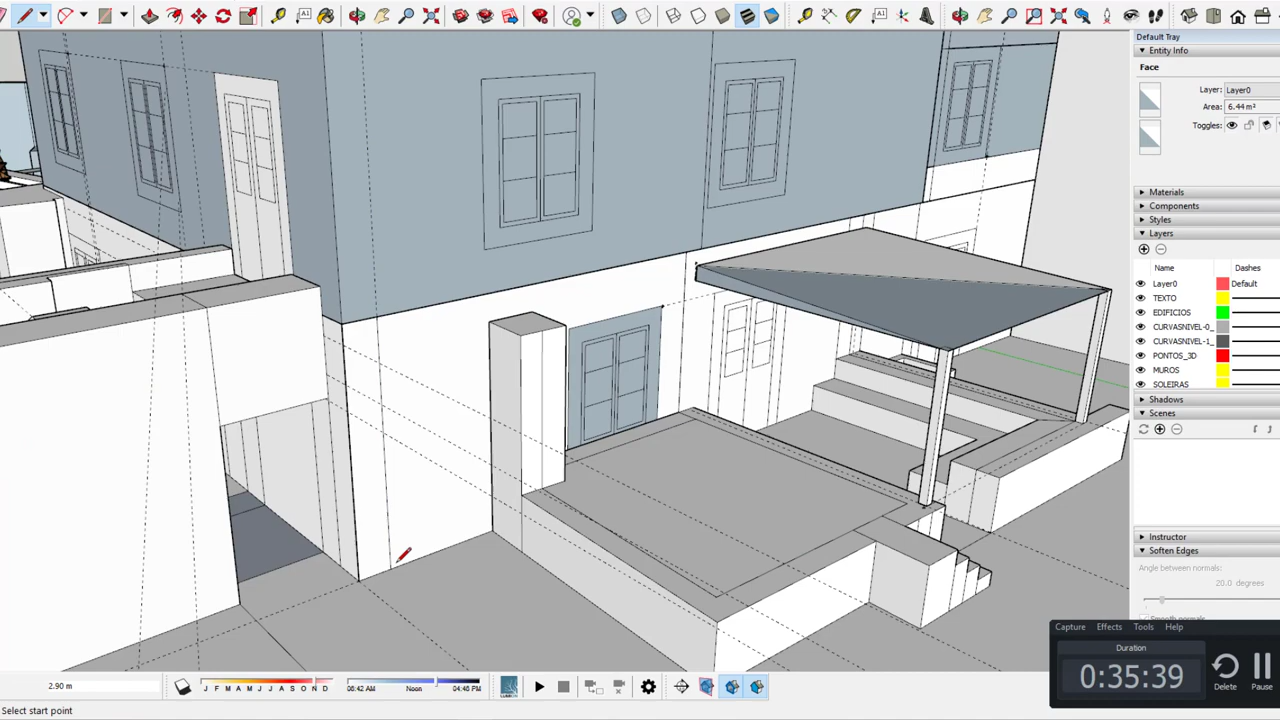 Default Tray
Entity Info
Face
Layer: Layer0
Area: 6.44 m²
Toggles:
Materials
Components
Styles
Layers
Name Dashes
Layer0 Default
TEXTO
EDIFICIOS
CURVASNIVEL-0_
CURVASNIVEL-1_
PONTOS_3D
MUROS
SOLEIRAS
Shadows
Scenes
Instructor
Soften Edges
Angle between normals:
20.0 degrees
Smooth normals
Capture Effects Tools Help
Duration
0:35:39
Delete Pause
2.90 m
J F M A M J J A S O N D
08:42 AM Noon 04:46 PM
Select start point